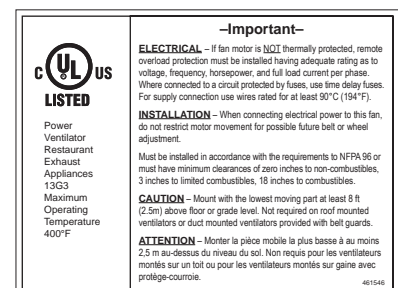 C UL US
LISTED
Power
Ventilator
Restaurant
Exhaust
Appliances
13G3
Maximum
Operating
Temperature
400°F
–Important–
ELECTRICAL – If fan motor is NOT thermally protected, remote
overload protection must be installed having adequate rating as to
voltage, frequency, horsepower, and full load current per phase.
Where connected to a circuit protected by fuses, use time delay fuses.
For supply connection use wires rated for at least 90°C (194°F).
INSTALLATION – When connecting electrical power to this fan,
do not restrict motor movement for possible future belt or wheel
adjustment.
Must be installed in accordance with the requirements to NFPA 96 or
must have minimum clearances of zero inches to non-combustibles,
3 inches to limited combustibles, 18 inches to combustibles.
CAUTION – Mount with the lowest moving part at least 8 ft
(2.5m) above floor or grade level. Not required on roof mounted
ventilators or duct mounted ventilators provided with belt guards.
ATTENTION – Monter la pièce mobile la plus basse à au moins
2,5 m au-dessus du niveau du sol. Non requis pour les ventilateurs
montés sur un toit ou pour les ventilateurs montés sur gaine avec
protège-courroie.
461546